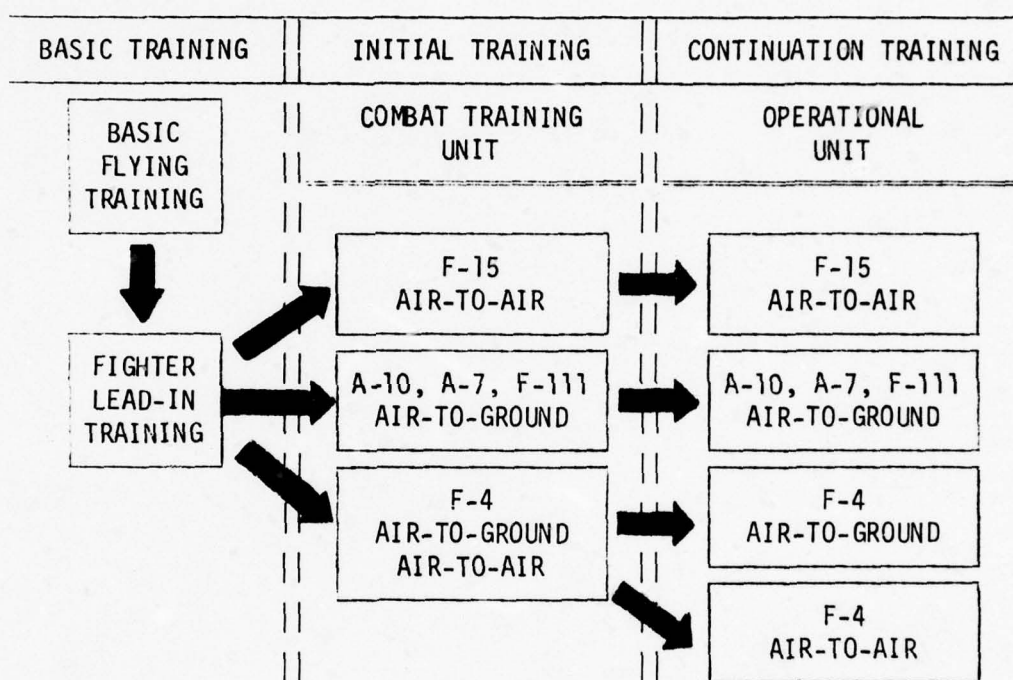 BASIC TRAINING
INITIAL TRAINING
CONTINUATION TRAINING
COMBAT TRAINING
UNIT
OPERATIONAL
UNIT
BASIC
FLYING
TRAINING
FIGHTER
LEAD-IN
TRAINING
F-15
AIR-TO-AIR
A-10, A-7, F-111
AIR-TO-GROUND
F-4
AIR-TO-GROUND
AIR-TO-AIR
F-15
AIR-TO-AIR
A-10, A-7, F-111
AIR-TO-GROUND
F-4
AIR-TO-GROUND
F-4
AIR-TO-AIR